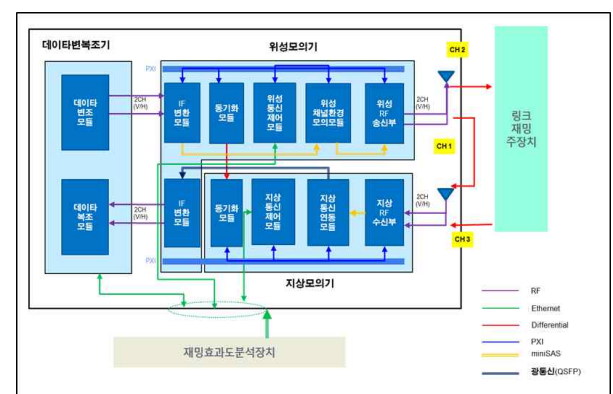 데이타변복조기
위성모의기
CH 2
PXI
데이타
변조
모듈
2CH
(V/H)
IF
변환
모듈
동기화
모듈
위성
통신
제어
모듈
위성
채널환경
모의모듈
위성
RF
송신부
2CH
(V/H)
링크
재밍
주장치
CH 1
데이타
복조
모듈
2CH
(V/H)
IF
변환
모듈
동기화
모듈
지상
통신
제어모듈
지상
통신
연동
모듈
지상
RF
수신부
2CH
(V/H)
CH 3
PXI
지상모의기
재밍효과도분석장치
RF
Ethernet
Differential
PXI
miniSAS
광통신(QSFP)